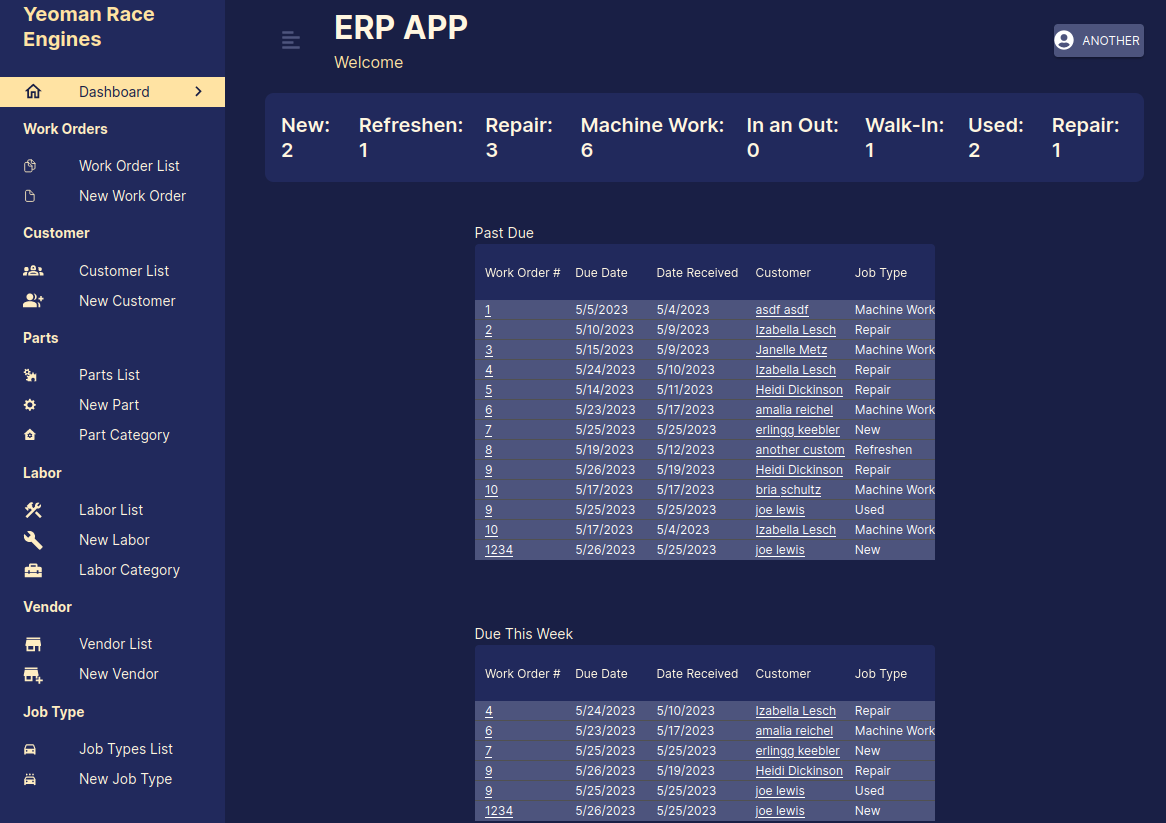 Yeoman Race
Engines
Dashboard
Work Orders
Work Order List
New Work Order
Customer
Customer List
New Customer
Parts
Parts List
New Part
Part Category
Labor
Labor List
New Labor
Labor Category
Vendor
Vendor List
New Vendor
Job Type
Job Types List
New Job Type
ERP APP
Welcome
ANOTHER
New: Refreshen: Repair: Machine Work: In an Out: Walk-In: Used: Repair:
2 1 3 6 0 1 2 1
Past Due
Work Order # Due Date Date Received Customer Job Type
1 5/5/2023 5/4/2023 asdf asdf Machine Work
2 5/10/2023 5/9/2023 Izabella Lesch Repair
3 5/15/2023 5/9/2023 Janelle Metz Machine Work
4 5/24/2023 5/10/2023 Izabella Lesch Repair
5 5/14/2023 5/11/2023 Heidi Dickinson Repair
6 5/23/2023 5/17/2023 amalia reichel Machine Work
7 5/25/2023 5/25/2023 erlingg keebler New
8 5/19/2023 5/12/2023 another custom Refreshen
9 5/26/2023 5/19/2023 Heidi Dickinson Repair
10 5/17/2023 5/17/2023 bria schultz Machine Work
9 5/25/2023 5/25/2023 joe lewis Used
10 5/17/2023 5/4/2023 Izabella Lesch Machine Work
1234 5/26/2023 5/25/2023 joe lewis New
Due This Week
Work Order # Due Date Date Received Customer Job Type
4 5/24/2023 5/10/2023 Izabella Lesch Repair
6 5/23/2023 5/17/2023 amalia reichel Machine Work
7 5/25/2023 5/25/2023 erlingg keebler New
9 5/26/2023 5/19/2023 Heidi Dickinson Repair
9 5/25/2023 5/25/2023 joe lewis Used
1234 5/26/2023 5/25/2023 joe lewis New